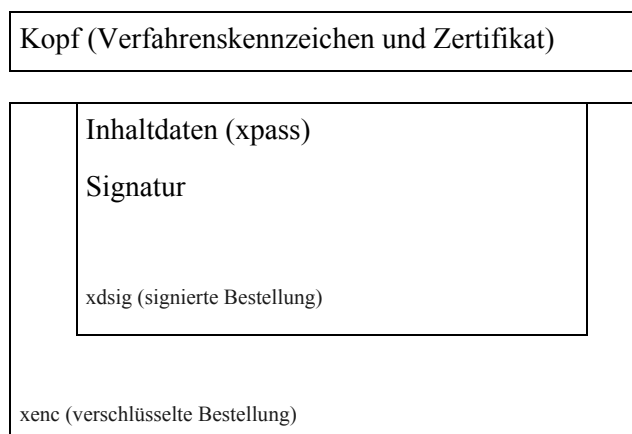 Kopf (Verfahrenskennzeichen und Zertifikat)
Inhaltdaten (xpass)
Signatur
xdsig (signierte Bestellung)
xenc (verschlüsselte Bestellung)